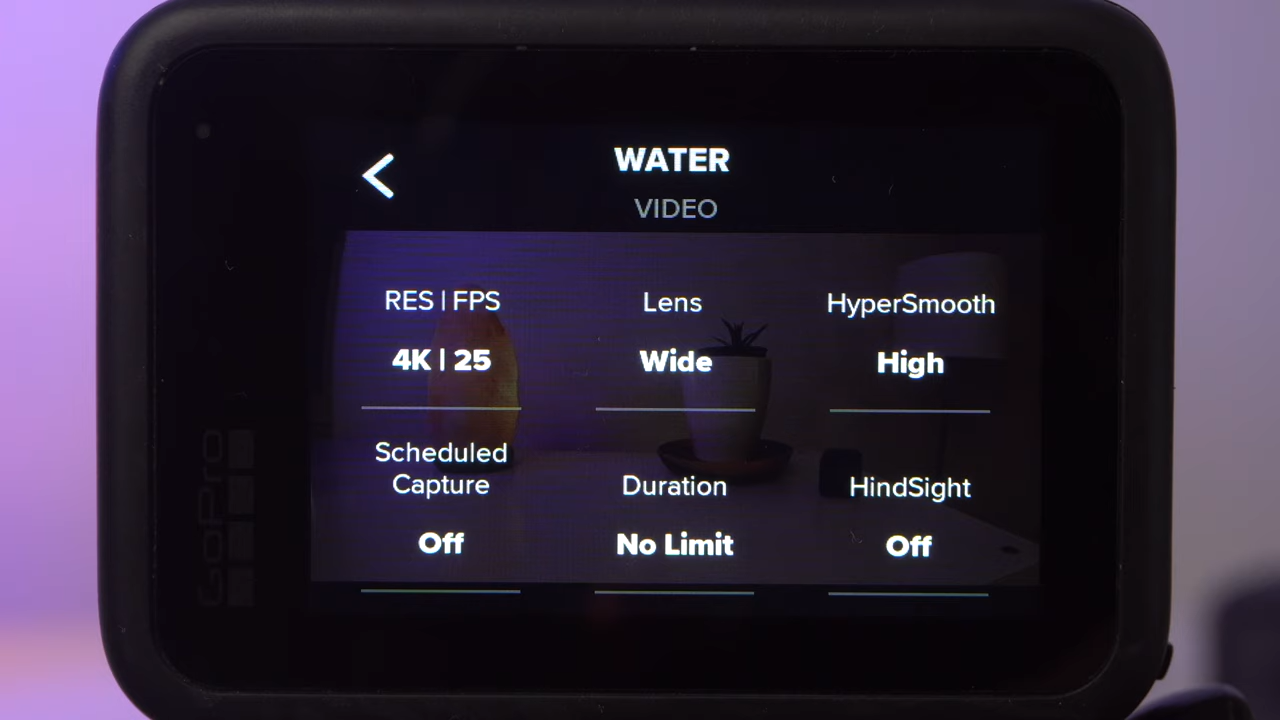 WATER
VIDEO
RES | FPS
Lens
HyperSmooth
4K | 25
Wide
High
Scheduled
Capture
Duration
HindSight
Off
No Limit
Off
GoPro